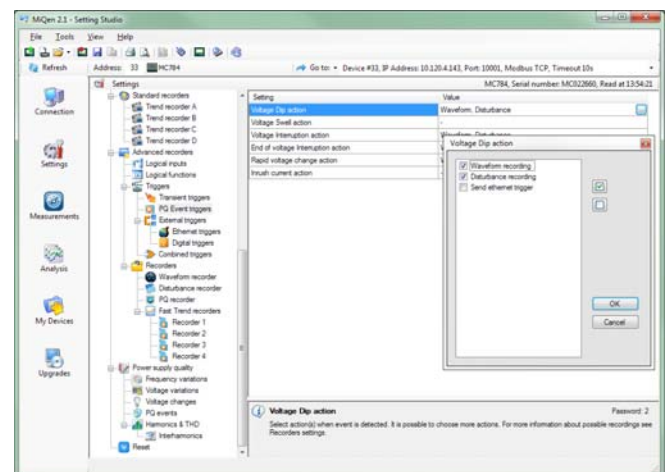 MiQen 2.1 - Setting Studio
File Tools View Help
Refresh Address: 33 MC784 Go to: Device #33, IP Address: 10.120.4.143, Port: 10001, Modbus TCP, Timeout 10s
Connection
Settings
Measurements
Analysis
My Devices
Upgrades
Settings
MC784, Serial number: MC022660, Read at 13:54:21
Standard recorders
Trend recorder A
Trend recorder B
Trend recorder C
Trend recorder D
Advanced recorders
Logical inputs
Logical functions
Triggers
Transient triggers
PQ Event triggers
External triggers
Ethernet triggers
Digital triggers
Combined triggers
Recorders
Waveform recorder
Disturbance recorder
PQ recorder
Fast Trend recorders
Recorder 1
Recorder 2
Recorder 3
Recorder 4
Power supply quality
Frequency variations
Voltage variations
Voltage changes
PQ events
Harmonics & THD
Interharmonics
Reset
Setting Value
Voltage Dip action Waveform, Disturbance
Voltage Swell action -
Voltage Interruption action Waveform, Disturbance
End of voltage Interruption action
Rapid voltage change action
Inrush current action
Voltage Dip action
Waveform recording
Disturbance recording
Send ethernet trigger
OK
Cancel
Voltage Dip action Password: 2
Select action(s) when event is detected. It is possible to choose more actions. For more information about possible recordings see
Recorders settings.